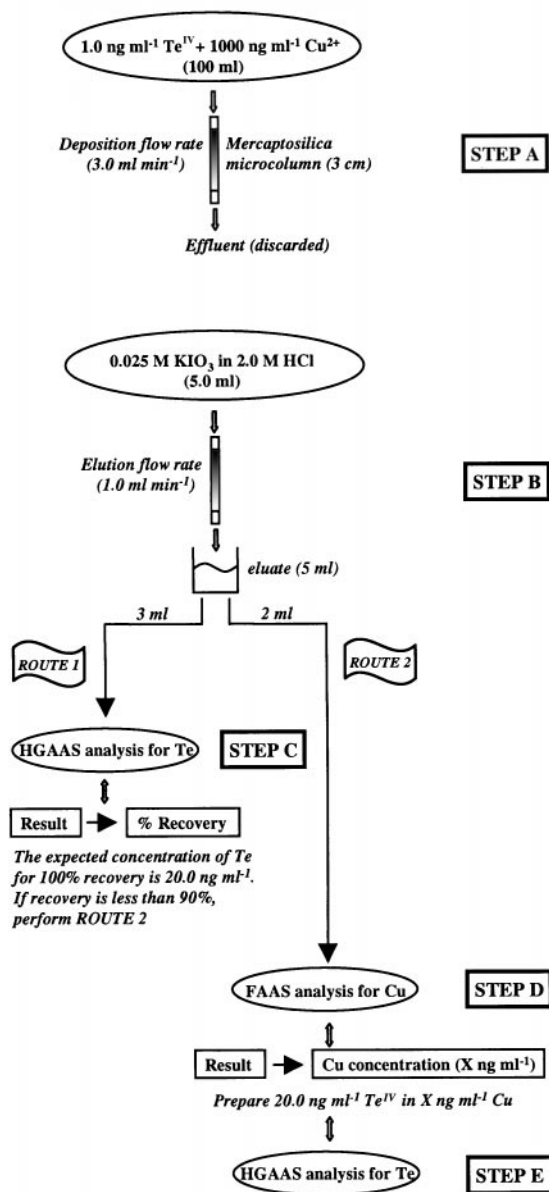 1.0 ng ml⁻¹ Teᴵⱽ + 1000 ng ml⁻¹ Cu²⁺
(100 ml)
Deposition flow rate
(3.0 ml min⁻¹)
Mercaptosilica
microcolumn (3 cm)
STEP A
Effluent (discarded)
0.025 M KIO₃ in 2.0 M HCl
(5.0 ml)
Elution flow rate
(1.0 ml min⁻¹)
STEP B
eluate (5 ml)
3 ml
2 ml
ROUTE 1
ROUTE 2
HGAAS analysis for Te
STEP C
Result
% Recovery
The expected concentration of Te
for 100% recovery is 20.0 ng ml⁻¹.
If recovery is less than 90%,
perform ROUTE 2
FAAS analysis for Cu
STEP D
Result
Cu concentration (X ng ml⁻¹)
Prepare 20.0 ng ml⁻¹ Teᴵⱽ in X ng ml⁻¹ Cu
HGAAS analysis for Te
STEP E